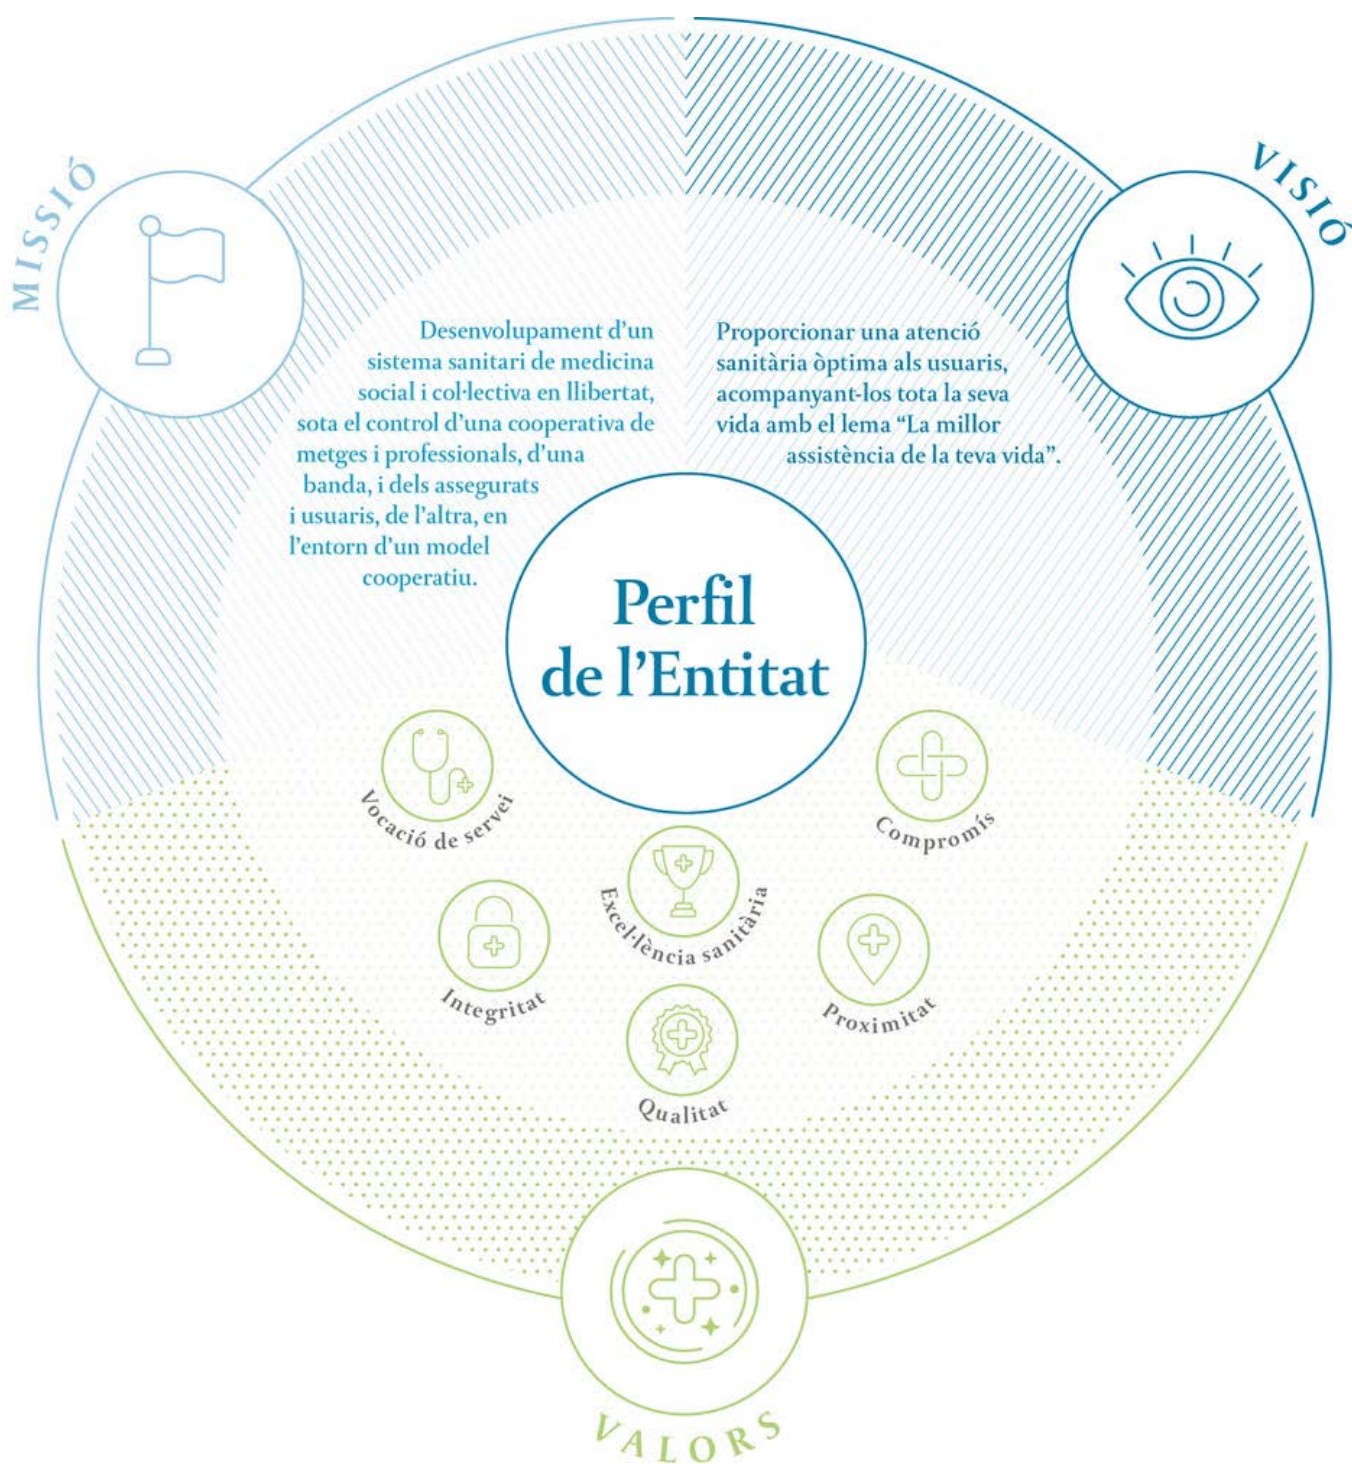 MISSIÓ
Desenvolupament d’un
sistema sanitari de medicina
social i col·lectiva en llibertat,
sota el control d’una cooperativa de
metges i professionals, d’una
banda, i dels assegurats
i usuaris, de l’altra, en
l’entorn d’un model
cooperatiu.
VISIÓ
Proporcionar una atenció
sanitària òptima als usuaris,
acompanyant-los tota la seva
vida amb el lema “La millor
assistència de la teva vida”.
Perfil
de l’Entitat
Vocació de servei
Compromís
Excel·lència sanitària
Integritat
Proximitat
Qualitat
VALORS